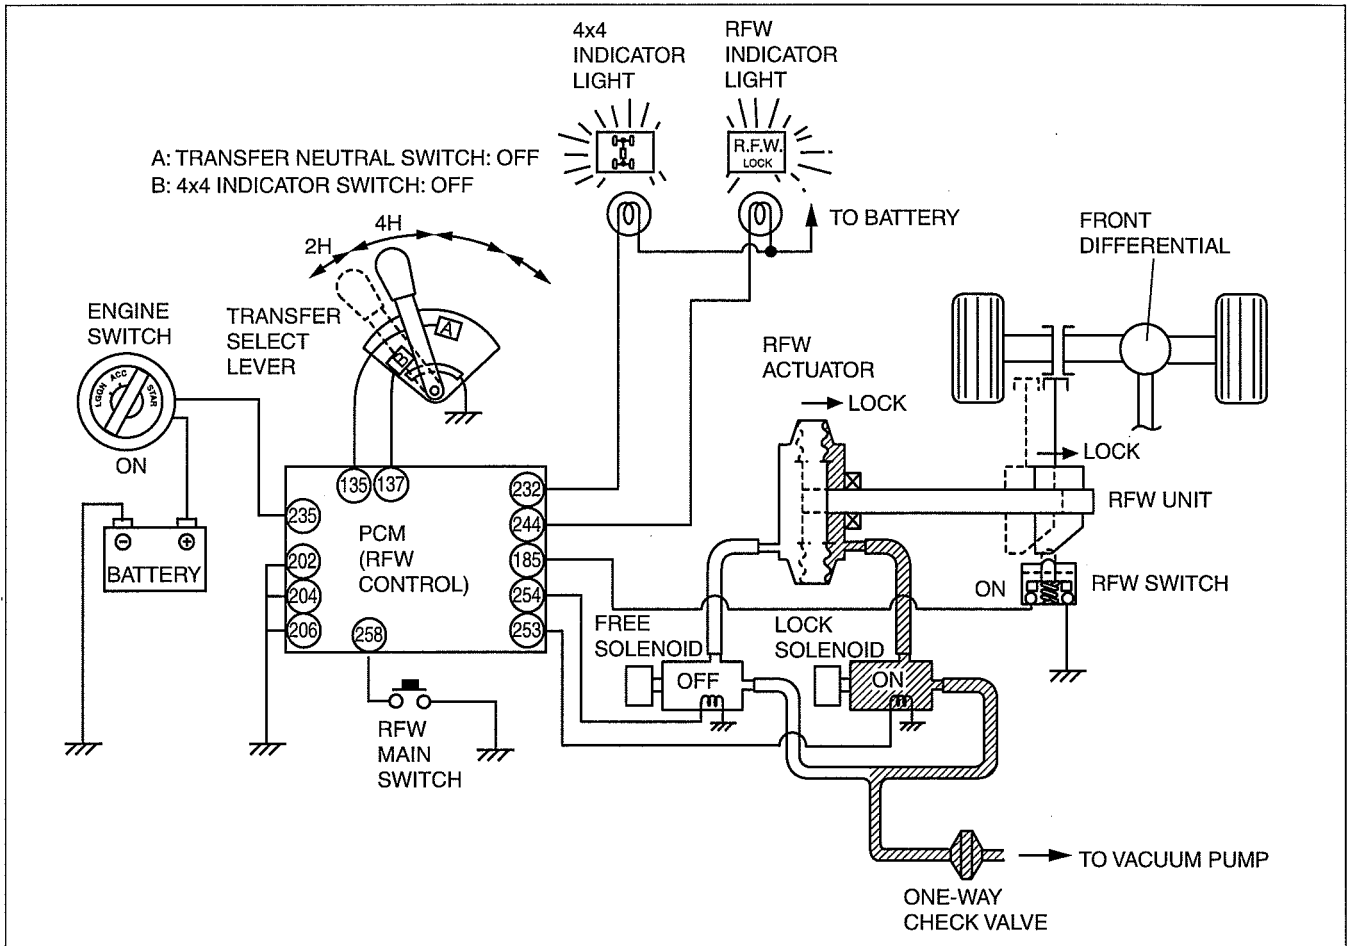 4x4
INDICATOR
LIGHT
RFW
INDICATOR
LIGHT
R.F.W.
LOCK
A: TRANSFER NEUTRAL SWITCH: OFF
B: 4x4 INDICATOR SWITCH: OFF
TO BATTERY
FRONT
DIFFERENTIAL
2H
4H
ENGINE
SWITCH
TRANSFER
SELECT
LEVER
A
B
RFW
ACTUATOR
LOCK
LGGN
ACC
STAR
ON
LOCK
135
137
232
RFW UNIT
235
PCM
(RFW
CONTROL)
244
202
185
BATTERY
204
254
ON
RFW SWITCH
206
258
253
FREE
SOLENOID
LOCK
SOLENOID
OFF
ON
RFW
MAIN
SWITCH
TO VACUUM PUMP
ONE-WAY
CHECK VALVE